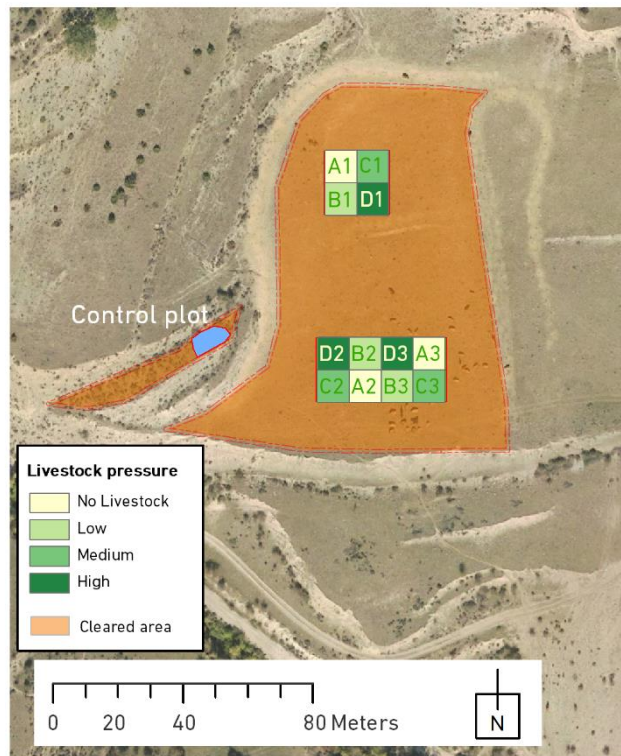 A1 C1
B1 D1
Control plot
D2 B2 D3 A3
C2 A2 B3 C3
Livestock pressure
No Livestock
Low
Medium
High
Cleared area
0 20 40 80 Meters
N